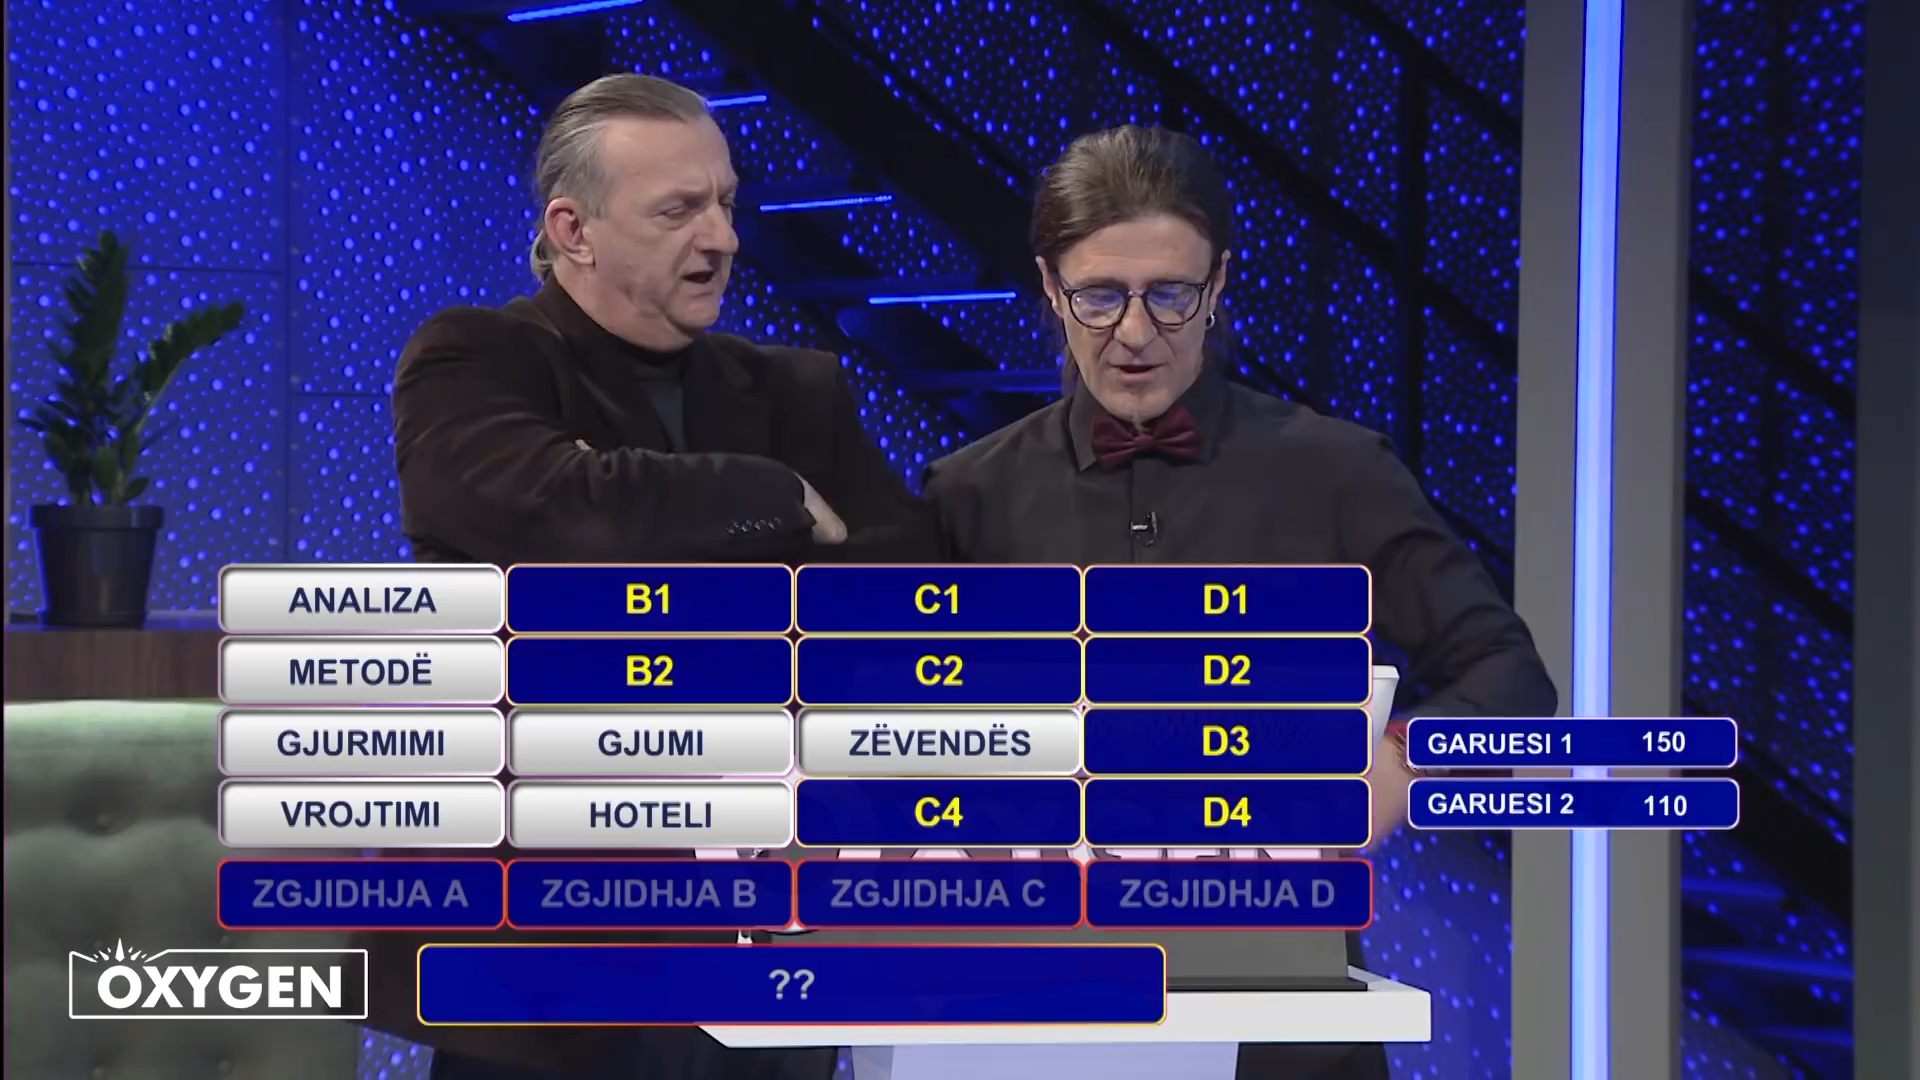 ANALIZA B1 C1 D1
METODË B2 C2 D2
GJURMIMI GJUMI ZËVENDËS D3
VROJTIMI HOTELI C4 D4
ZGJIDHJA A ZGJIDHJA B ZGJIDHJA C ZGJIDHJA D
??
GARUESI 1 150
GARUESI 2 110
OXYGEN